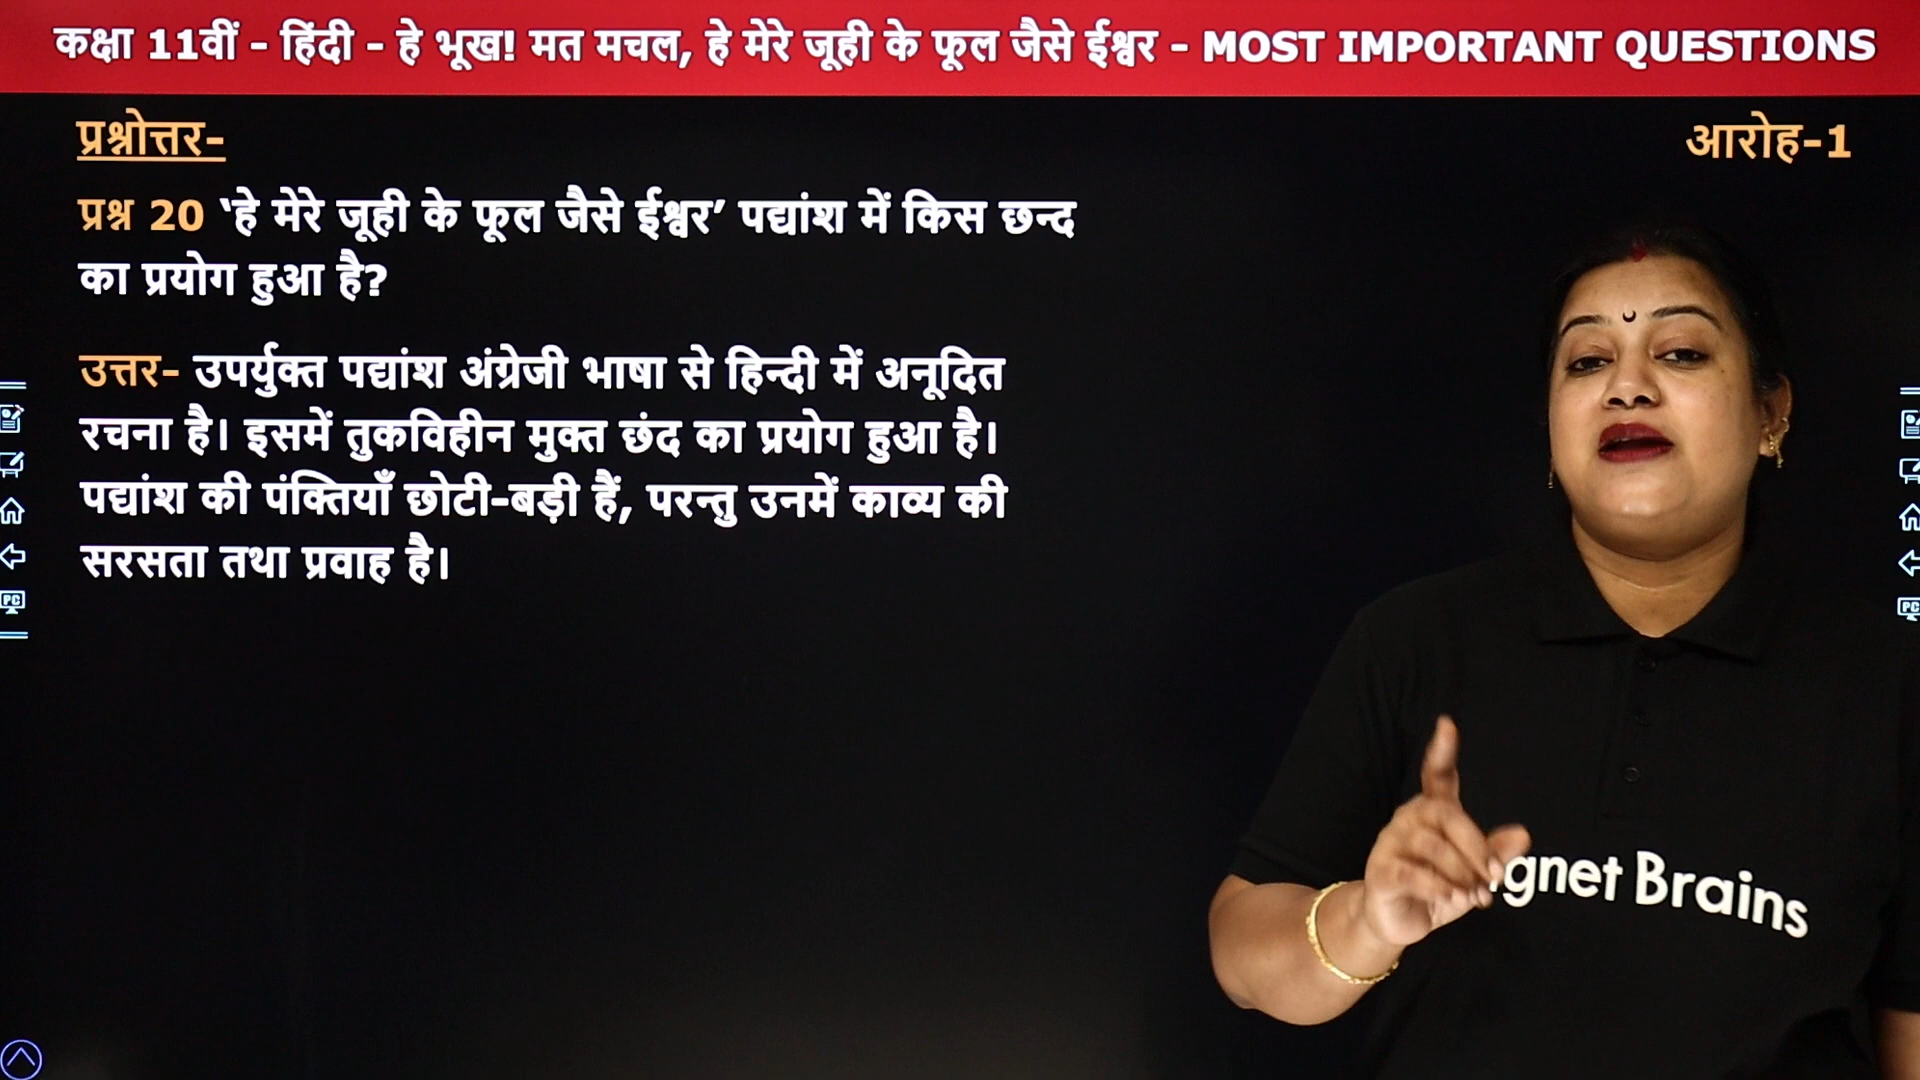 कक्षा 11वीं - हिंदी - हे भूख! मत मचल, हे मेरे जूही के फूल जैसे ईश्वर - MOST IMPORTANT QUESTIONS
प्रश्नोत्तर-
आरोह-1
प्रश्न 20 ‘हे मेरे जूही के फूल जैसे ईश्वर’ पद्यांश में किस छन्द
का प्रयोग हुआ है?
उत्तर- उपर्युक्त पद्यांश अंग्रेजी भाषा से हिन्दी में अनूदित
रचना है। इसमें तुकविहीन मुक्त छंद का प्रयोग हुआ है।
पद्यांश की पंक्तियाँ छोटी-बड़ी हैं, परन्तु उनमें काव्य की
सरसता तथा प्रवाह है।
gnet Brains
PC
PC